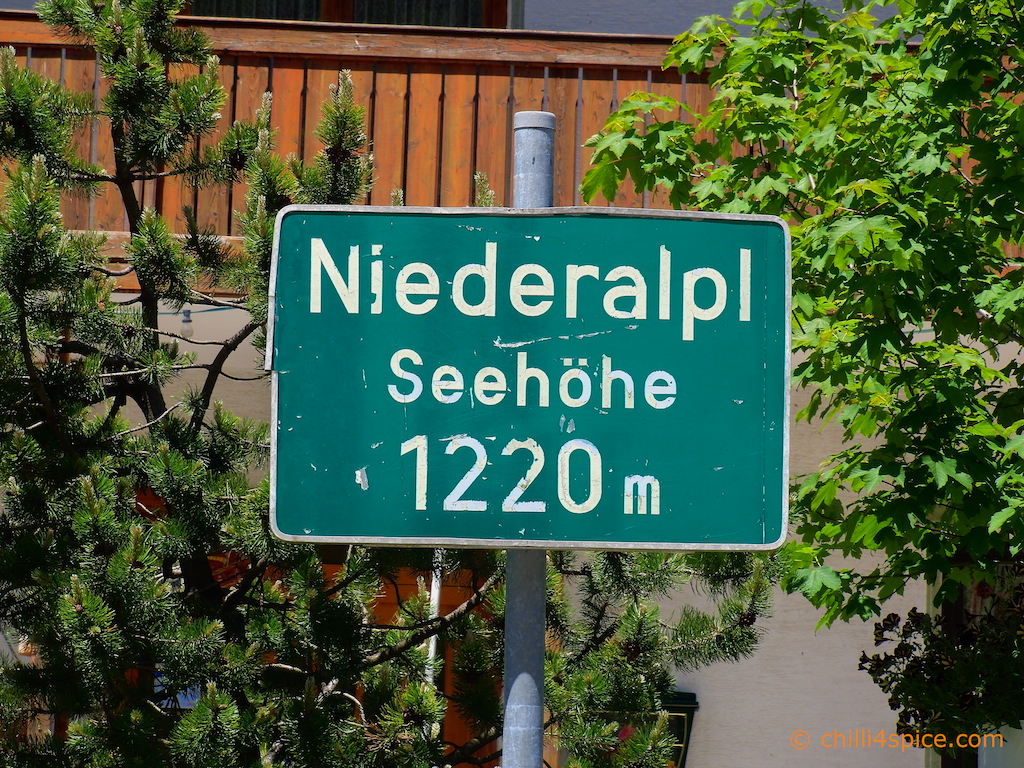 Niederalpl
Seehöhe
1220 m
© chilli4spice.com